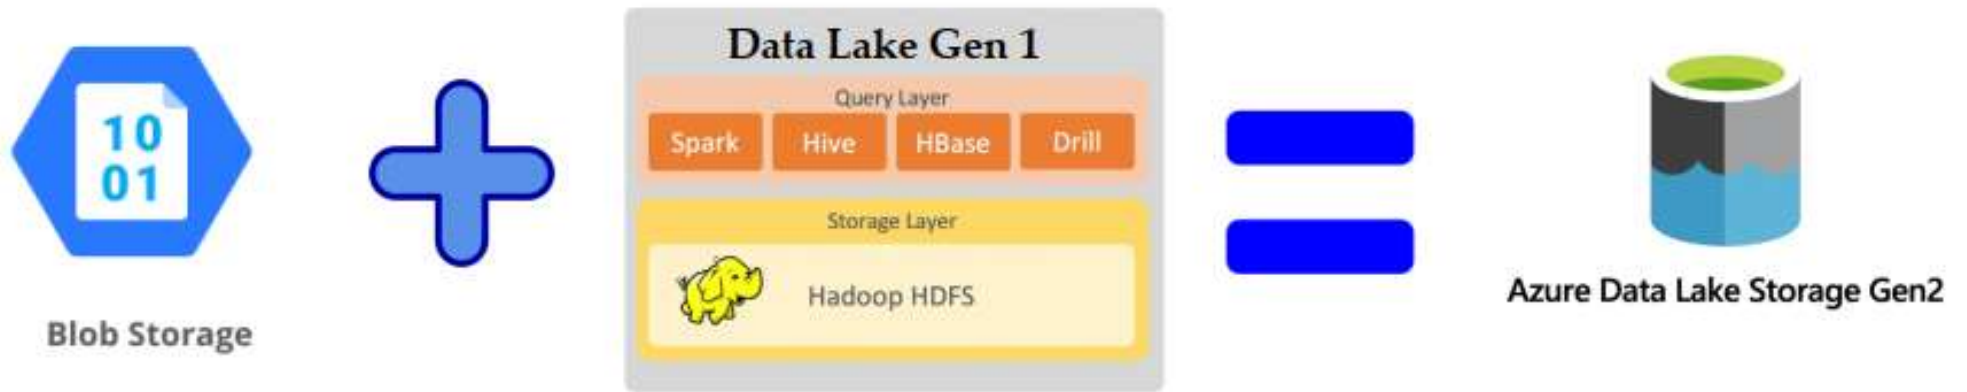 10
01
Blob Storage
Data Lake Gen 1
Query Layer
Spark
Hive
HBase
Drill
Storage Layer
Hadoop HDFS
Azure Data Lake Storage Gen2